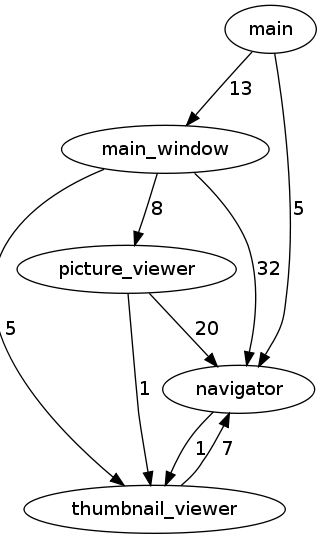 main
13
main_window
8
5
32
picture_viewer
5
20
1
navigator
1
7
thumbnail_viewer